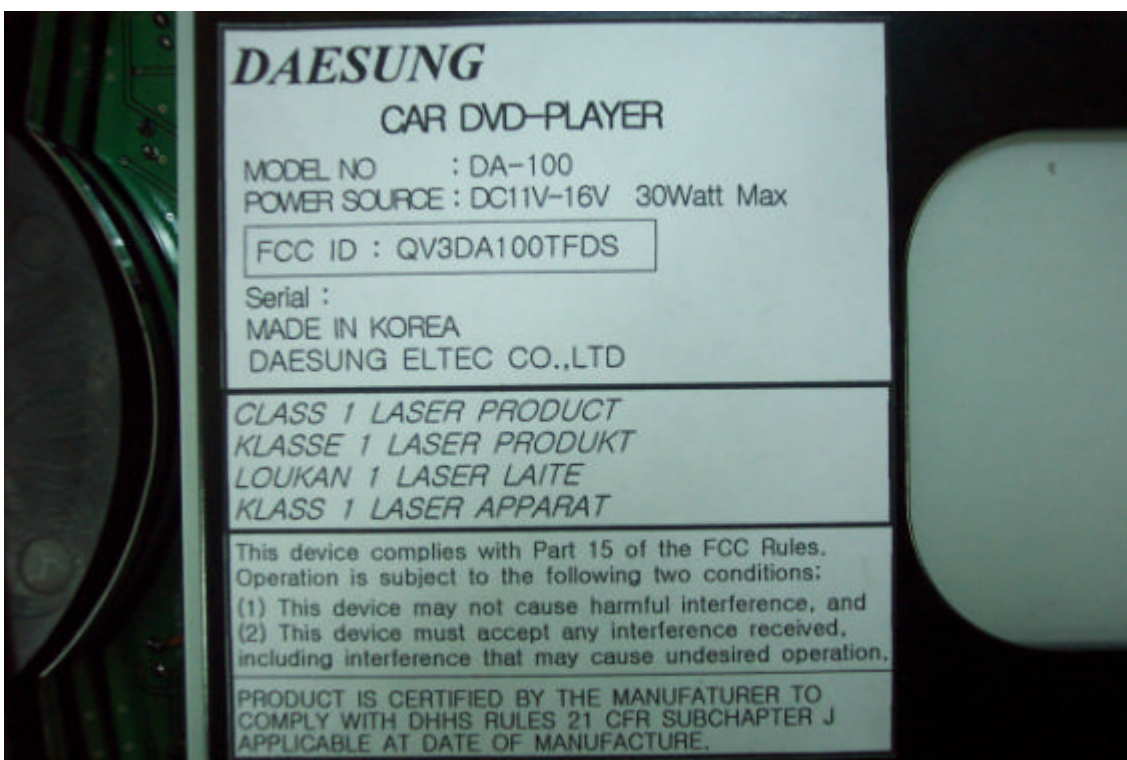 DAESUNG
CAR DVD-PLAYER
MODEL NO : DA-100
POWER SOURCE : DC11V-16V 30Watt Max
FCC ID : QV3DA100TFDS
Serial :
MADE IN KOREA
DAESUNG ELTEC CO.,LTD
CLASS 1 LASER PRODUCT
KLASSE 1 LASER PRODUKT
LOUKAN 1 LASER LAITE
KLASS 1 LASER APPARAT
This device complies with Part 15 of the FCC Rules.
Operation is subject to the following two conditions:
(1) This device may not cause harmful interference, and
(2) This device must accept any interference received,
including interference that may cause undesired operation.
PRODUCT IS CERTIFIED BY THE MANUFATURER TO
COMPLY WITH DHHS RULES 21 CFR SUBCHAPTER J
APPLICABLE AT DATE OF MANUFACTURE.